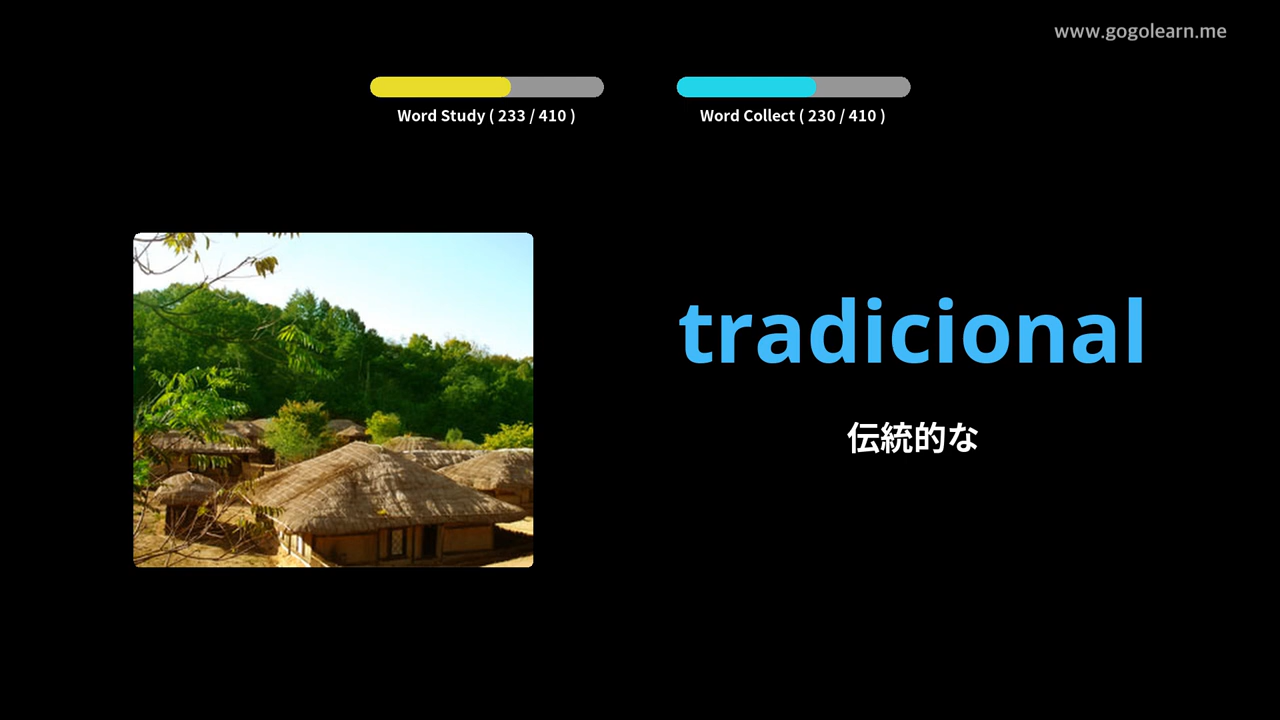 www.gogolearn.me
Word Study ( 233 / 410 )
Word Collect ( 230 / 410 )
tradicional
伝統的な